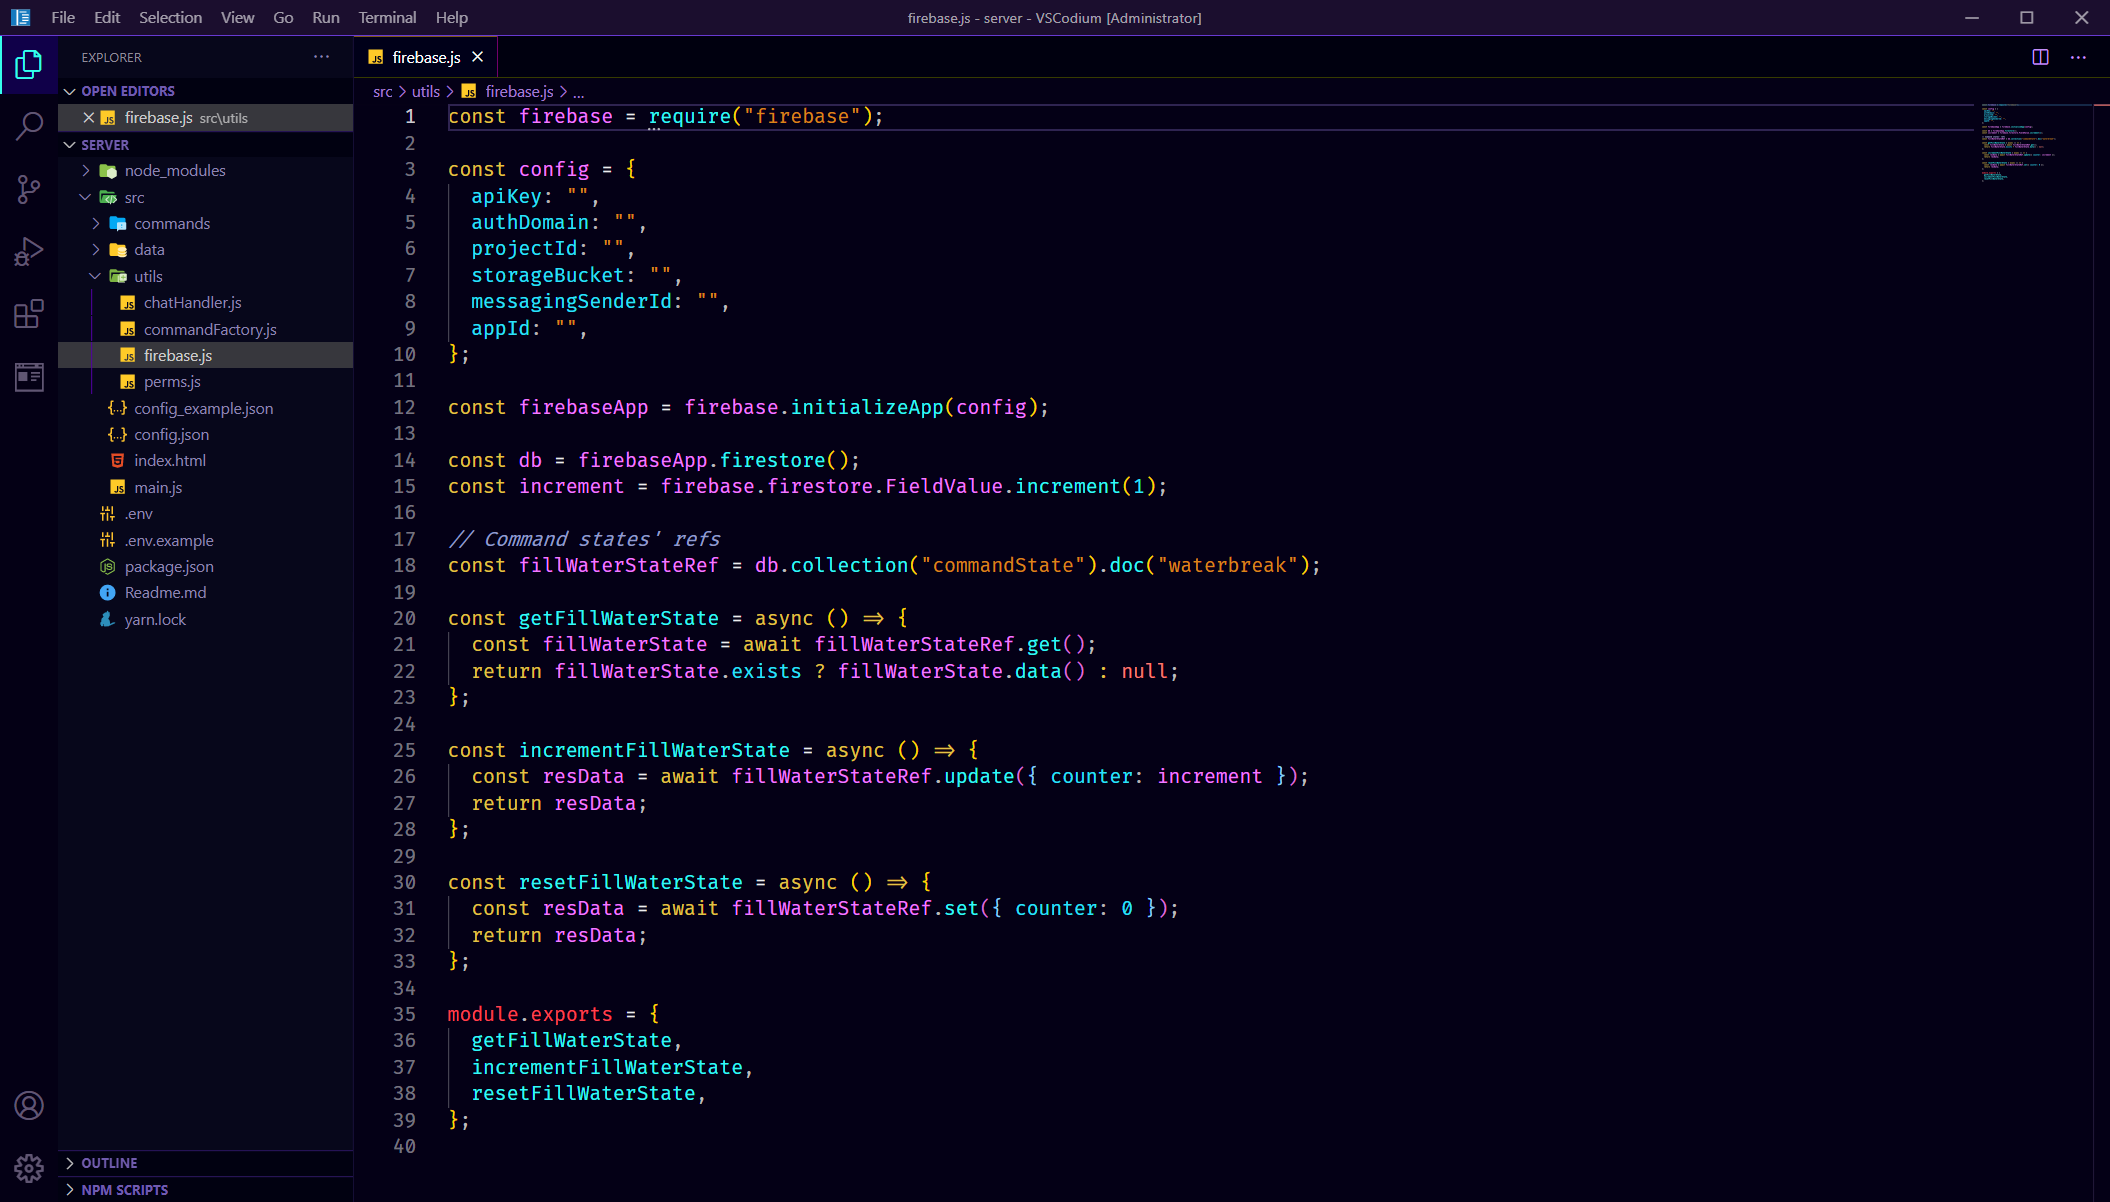 File Edit Selection View Go Run Terminal Help
firebase.js - server - VSCodium [Administrator]
EXPLORER
OPEN EDITORS
firebase.js src\utils
SERVER
node_modules
src
commands
data
utils
chatHandler.js
commandFactory.js
firebase.js
perms.js
config_example.json
config.json
index.html
main.js
.env
.env.example
package.json
Readme.md
yarn.lock
OUTLINE
NPM SCRIPTS
firebase.js
src > utils > firebase.js > ...
1 const firebase = require("firebase");
2
3 const config = {
4   apiKey: "",
5   authDomain: "",
6   projectId: "",
7   storageBucket: "",
8   messagingSenderId: "",
9   appId: "",
10 };
11
12 const firebaseApp = firebase.initializeApp(config);
13
14 const db = firebaseApp.firestore();
15 const increment = firebase.firestore.FieldValue.increment(1);
16
17 // Command states' refs
18 const fillWaterStateRef = db.collection("commandState").doc("waterbreak");
19
20 const getFillWaterState = async () => {
21   const fillWaterState = await fillWaterStateRef.get();
22   return fillWaterState.exists ? fillWaterState.data() : null;
23 };
24
25 const incrementFillWaterState = async () => {
26   const resData = await fillWaterStateRef.update({ counter: increment });
27   return resData;
28 };
29
30 const resetFillWaterState = async () => {
31   const resData = await fillWaterStateRef.set({ counter: 0 });
32   return resData;
33 };
34
35 module.exports = {
36   getFillWaterState,
37   incrementFillWaterState,
38   resetFillWaterState,
39 };
40